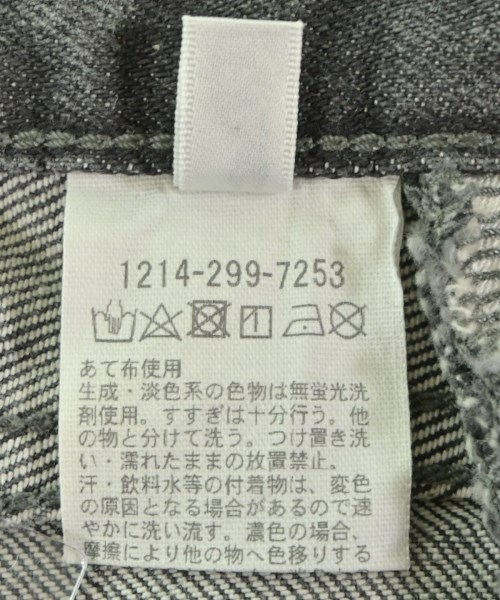 1214-299-7253
あて布使用
生成・淡色系の色物は無蛍光洗
剤使用。すすぎは十分行う。他
の物と分けて洗う。つけ置き洗
い・濡れたままの放置禁止。
汗・飲料水等の付着物は、変色
の原因となる場合があるので速
やかに洗い流す。濃色の場合、
摩擦により他の物へ色移りする